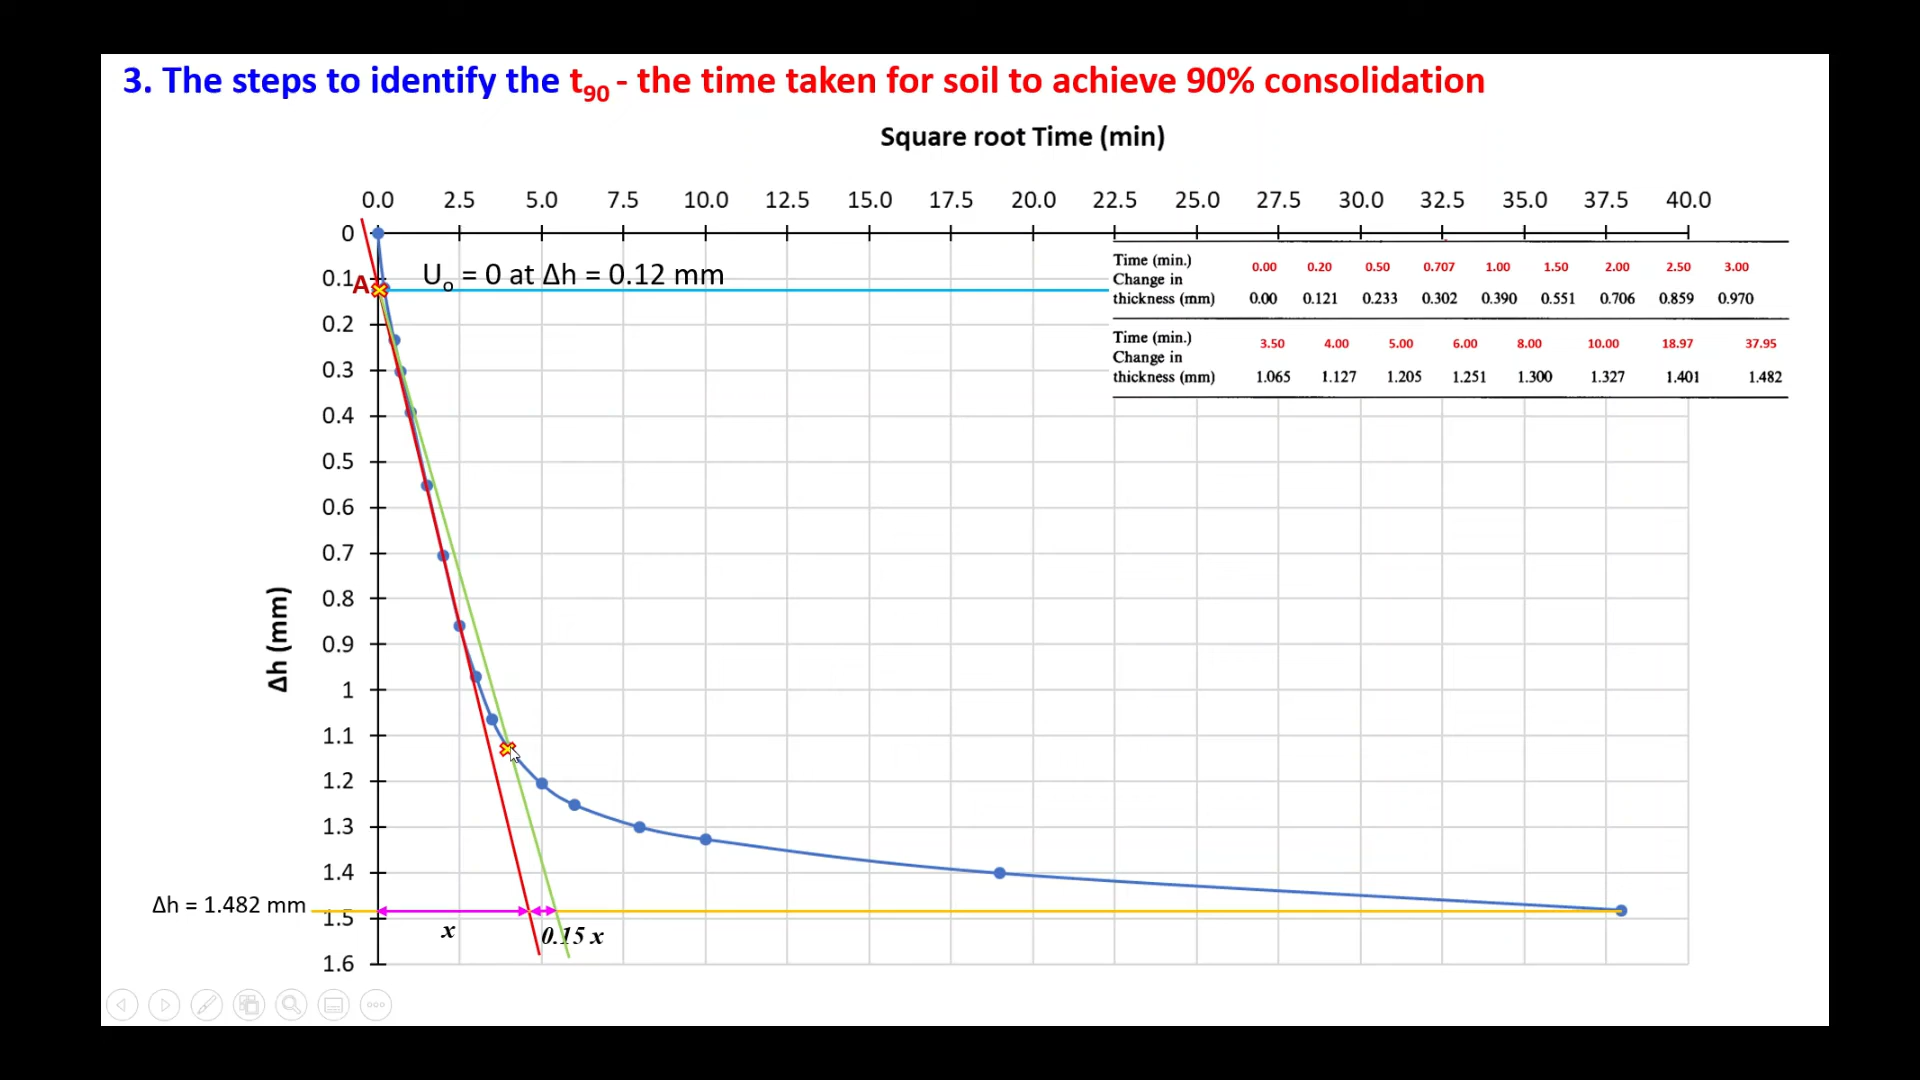 3. The steps to identify the t90 - the time taken for soil to achieve 90% consolidation
Square root Time (min)
0.0 2.5 5.0 7.5 10.0 12.5 15.0 17.5 20.0 22.5 25.0 27.5 30.0 32.5 35.0 37.5 40.0
0
0.1
A
Uo = 0 at Δh = 0.12 mm
Time (min.) 0.00 0.20 0.50 0.707 1.00 1.50 2.00 2.50 3.00
Change in
thickness (mm) 0.00 0.121 0.233 0.302 0.390 0.551 0.706 0.859 0.970
Time (min.) 3.50 4.00 5.00 6.00 8.00 10.00 18.97 37.95
Change in
thickness (mm) 1.065 1.127 1.205 1.251 1.300 1.327 1.401 1.482
0.2
0.3
0.4
0.5
0.6
0.7
0.8
0.9
1
1.1
1.2
1.3
1.4
1.5
1.6
Δh (mm)
Δh = 1.482 mm
x
0.15 x